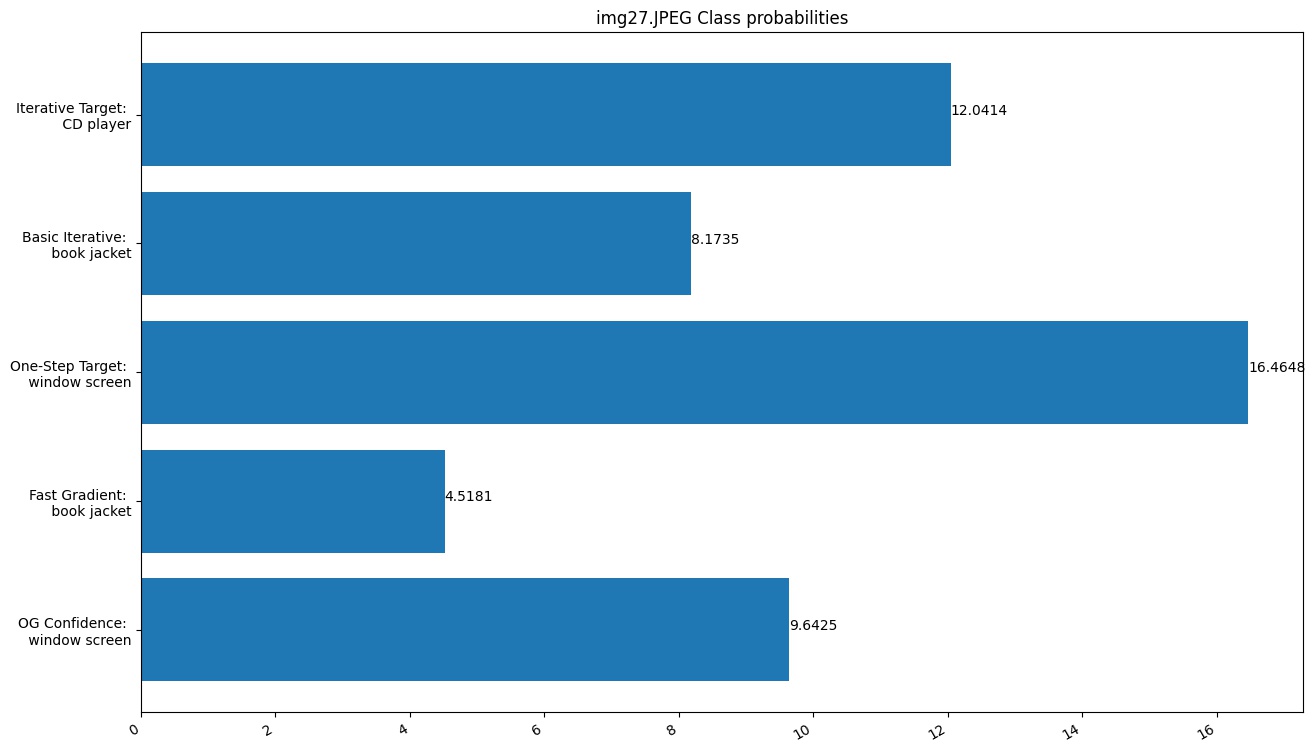 img27.JPEG Class probabilities
Iterative Target:
CD player
12.0414
Basic Iterative:
book jacket
8.1735
One-Step Target:
window screen
16.4648
Fast Gradient:
book jacket
4.5181
OG Confidence:
window screen
9.6425
0 2 4 6 8 10 12 14 16